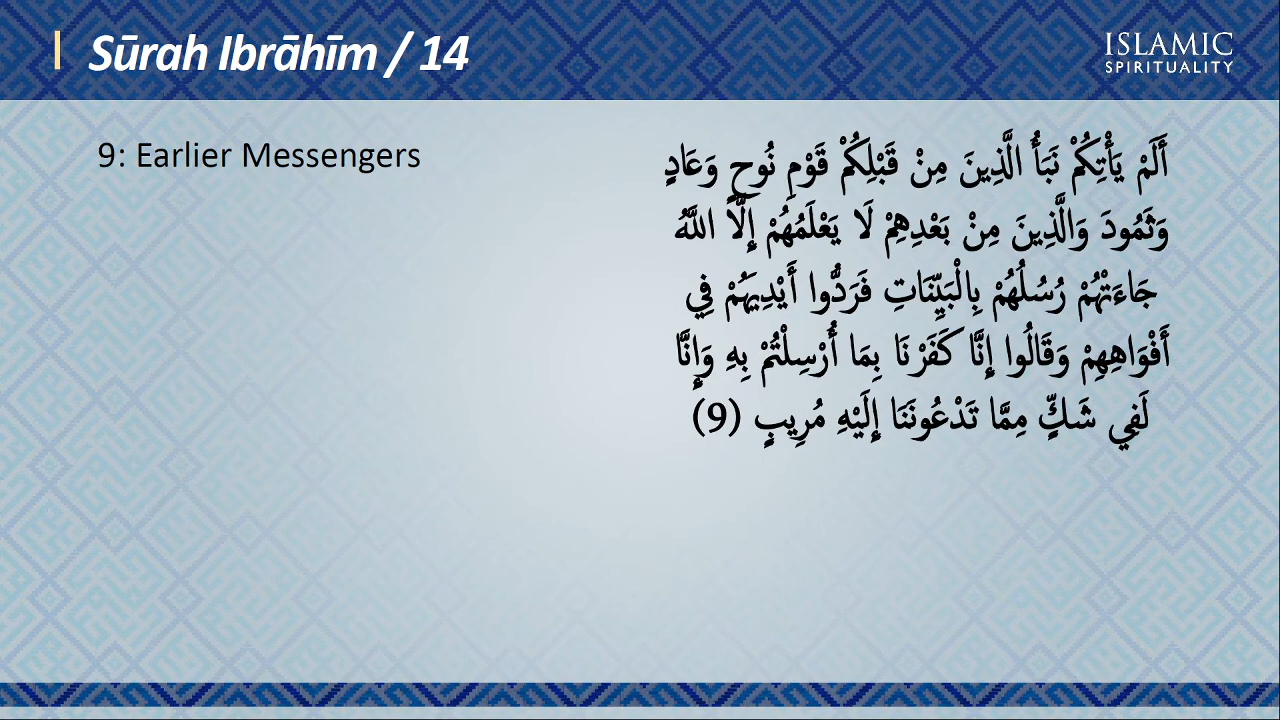 Sūrah Ibrāhīm / 14
ISLAMIC
SPIRITUALITY
9: Earlier Messengers
أَلَمْ يَأْتِكُمْ نَبَأُ الَّذِينَ مِنْ قَبْلِكُمْ قَوْمِ نُوحٍ وَعَادٍ
وَثَمُودَ وَالَّذِينَ مِنْ بَعْدِهِمْ لَا يَعْلَمُهُمْ إِلَّا اللَّهُ
جَاءَتْهُمْ رُسُلُهُمْ بِالْبَيِّنَاتِ فَرَدُّوا أَيْدِيَهُمْ فِي
أَفْوَاهِهِمْ وَقَالُوا إِنَّا كَفَرْنَا بِمَا أُرْسِلْتُمْ بِهِ وَإِنَّا
لَفِي شَكٍّ مِمَّا تَدْعُونَنَا إِلَيْهِ مُرِيبٍ (9)